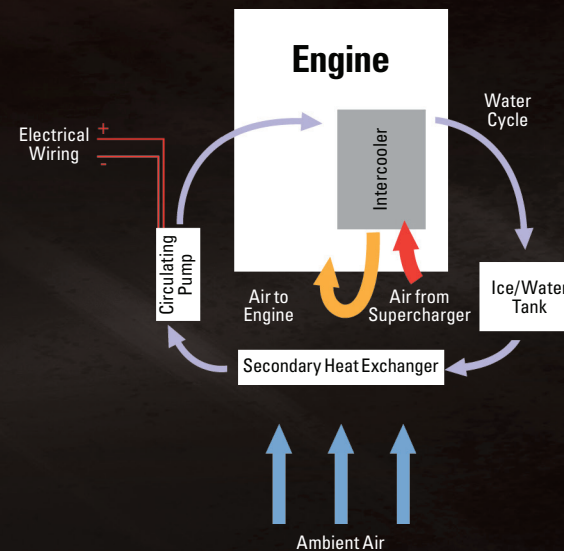 Engine
Water
Cycle
Electrical
Wiring
+
-
Intercooler
Circulating
Pump
Air to
Engine
Air from
Supercharger
Ice/Water
Tank
Secondary Heat Exchanger
Ambient Air